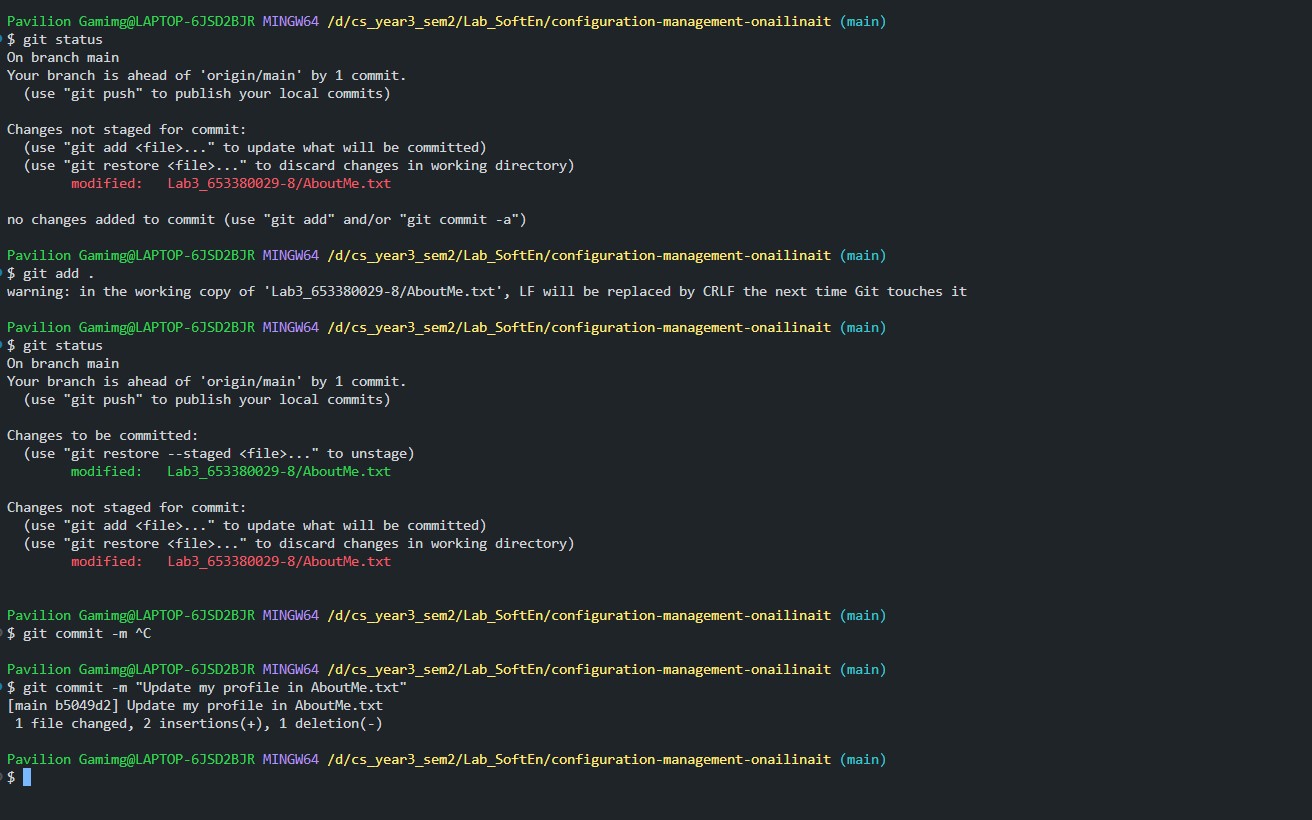 Pavilion Gamimg@LAPTOP-6JSD2BJR MINGW64 /d/cs_year3_sem2/Lab_SoftEn/configuration-management-onailinait (main)
$ git status
On branch main
Your branch is ahead of 'origin/main' by 1 commit.
  (use "git push" to publish your local commits)

Changes not staged for commit:
  (use "git add <file>..." to update what will be committed)
  (use "git restore <file>..." to discard changes in working directory)
        modified:   Lab3_653380029-8/AboutMe.txt

no changes added to commit (use "git add" and/or "git commit -a")

Pavilion Gamimg@LAPTOP-6JSD2BJR MINGW64 /d/cs_year3_sem2/Lab_SoftEn/configuration-management-onailinait (main)
$ git add .
warning: in the working copy of 'Lab3_653380029-8/AboutMe.txt', LF will be replaced by CRLF the next time Git touches it

Pavilion Gamimg@LAPTOP-6JSD2BJR MINGW64 /d/cs_year3_sem2/Lab_SoftEn/configuration-management-onailinait (main)
$ git status
On branch main
Your branch is ahead of 'origin/main' by 1 commit.
  (use "git push" to publish your local commits)

Changes to be committed:
  (use "git restore --staged <file>..." to unstage)
        modified:   Lab3_653380029-8/AboutMe.txt

Changes not staged for commit:
  (use "git add <file>..." to update what will be committed)
  (use "git restore <file>..." to discard changes in working directory)
        modified:   Lab3_653380029-8/AboutMe.txt

Pavilion Gamimg@LAPTOP-6JSD2BJR MINGW64 /d/cs_year3_sem2/Lab_SoftEn/configuration-management-onailinait (main)
$ git commit -m ^C

Pavilion Gamimg@LAPTOP-6JSD2BJR MINGW64 /d/cs_year3_sem2/Lab_SoftEn/configuration-management-onailinait (main)
$ git commit -m "Update my profile in AboutMe.txt"
[main b5049d2] Update my profile in AboutMe.txt
 1 file changed, 2 insertions(+), 1 deletion(-)

Pavilion Gamimg@LAPTOP-6JSD2BJR MINGW64 /d/cs_year3_sem2/Lab_SoftEn/configuration-management-onailinait (main)
$